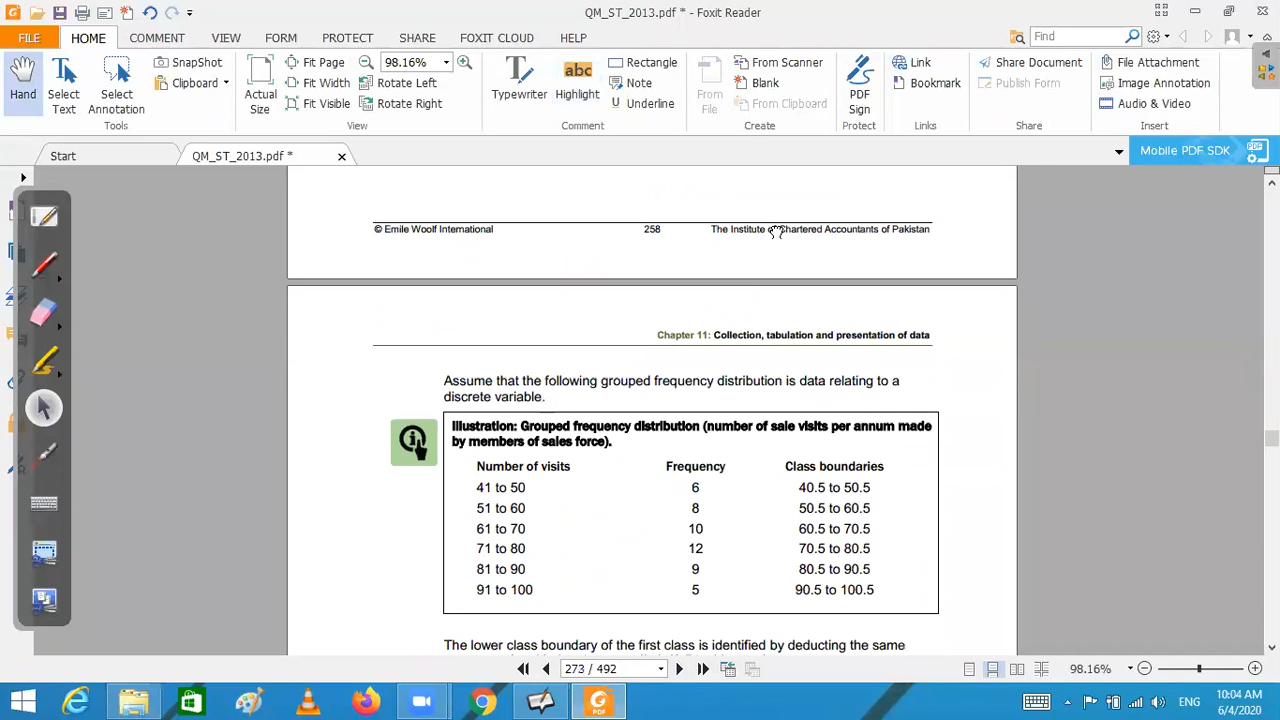 QM_ST_2013.pdf * - Foxit Reader
FILE HOME COMMENT VIEW FORM PROTECT SHARE FOXIT CLOUD HELP Find
Hand
Select Text
Select Annotation
SnapShot
Clipboard
Tools
Actual Size
Fit Page
Fit Width
Fit Visible
98.16%
Rotate Left
Rotate Right
View
Typewriter
abc
Highlight
Rectangle
Note
Underline
Comment
From File
From Scanner
Blank
From Clipboard
Create
PDF Sign
Protect
Link
Bookmark
Links
Share Document
Publish Form
Share
File Attachment
Image Annotation
Audio & Video
Insert
Start QM_ST_2013.pdf * Mobile PDF SDK
© Emile Woolf International 258 The Institute of Chartered Accountants of Pakistan
Chapter 11: Collection, tabulation and presentation of data
Assume that the following grouped frequency distribution is data relating to a
discrete variable.
Illustration: Grouped frequency distribution (number of sale visits per annum made
by members of sales force).
Number of visits Frequency Class boundaries
41 to 50 6 40.5 to 50.5
51 to 60 8 50.5 to 60.5
61 to 70 10 60.5 to 70.5
71 to 80 12 70.5 to 80.5
81 to 90 9 80.5 to 90.5
91 to 100 5 90.5 to 100.5
The lower class boundary of the first class is identified by deducting the same
273 / 492 98.16%
ENG 10:04 AM
6/4/2020